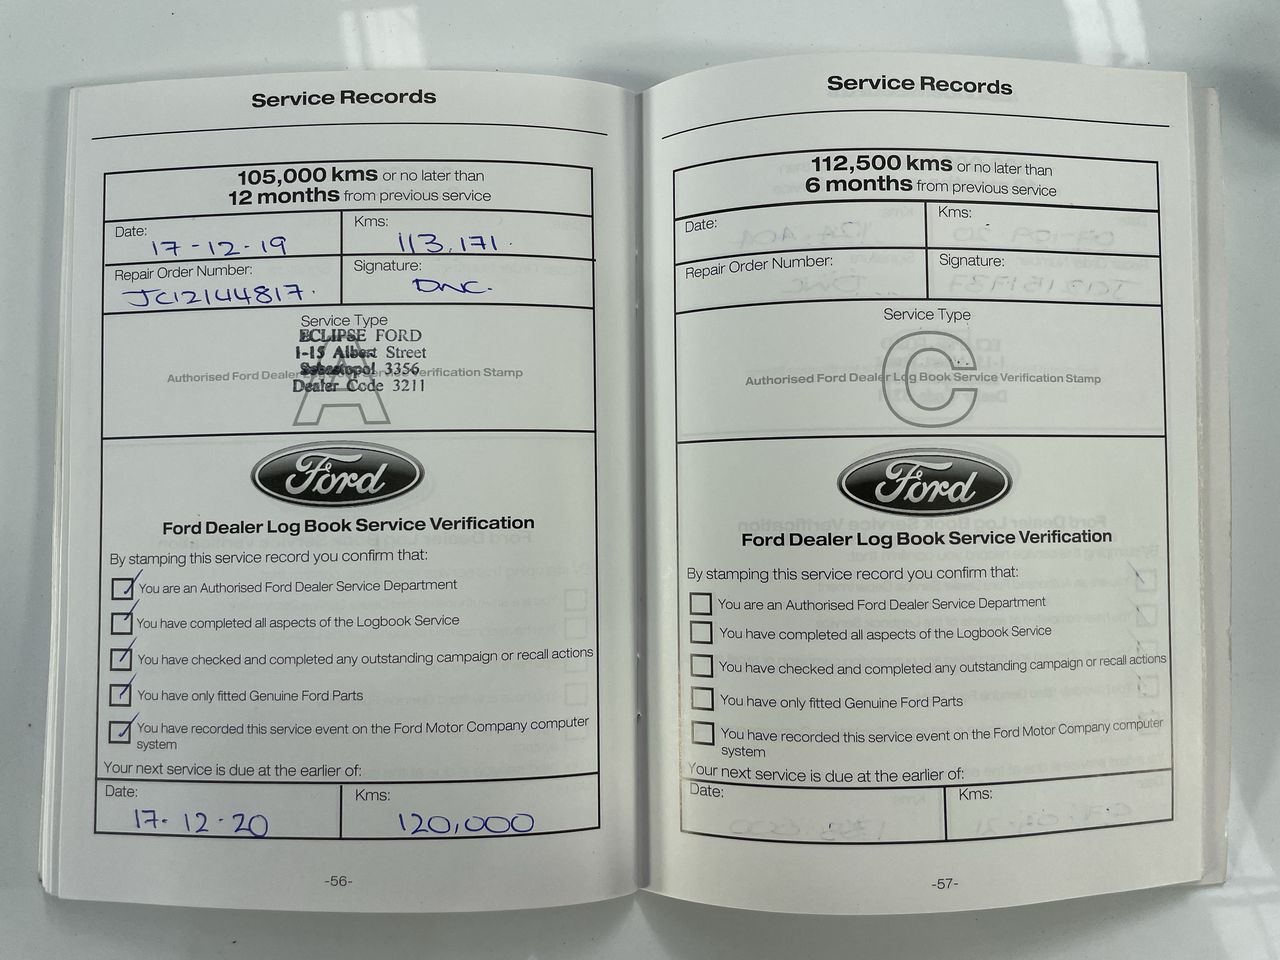 Service Records
105,000 kms or no later than
12 months from previous service
Date:
17-12-19
Kms:
113,171.
Repair Order Number:
JC12144817.
Signature:
DNC.
Service Type
ECLIPSE FORD
1-15 Albert Street
Sebastopol 3356
Dealer Code 3211
A
Authorised Ford Dealer Service Verification Stamp
Ford
Ford Dealer Log Book Service Verification
By stamping this service record you confirm that:
You are an Authorised Ford Dealer Service Department
You have completed all aspects of the Logbook Service
You have checked and completed any outstanding campaign or recall actions
You have only fitted Genuine Ford Parts
You have recorded this service event on the Ford Motor Company computer
system
Your next service is due at the earlier of:
Date:
17-12-20
Kms:
120,000
-56-
Service Records
112,500 kms or no later than
6 months from previous service
Date:
Kms:
Repair Order Number:
Signature:
Service Type
C
Authorised Ford Dealer Log Book Service Verification Stamp
Ford
Ford Dealer Log Book Service Verification
By stamping this service record you confirm that:
You are an Authorised Ford Dealer Service Department
You have completed all aspects of the Logbook Service
You have checked and completed any outstanding campaign or recall actions
You have only fitted Genuine Ford Parts
You have recorded this service event on the Ford Motor Company computer
system
Your next service is due at the earlier of:
Date:
Kms:
-57-